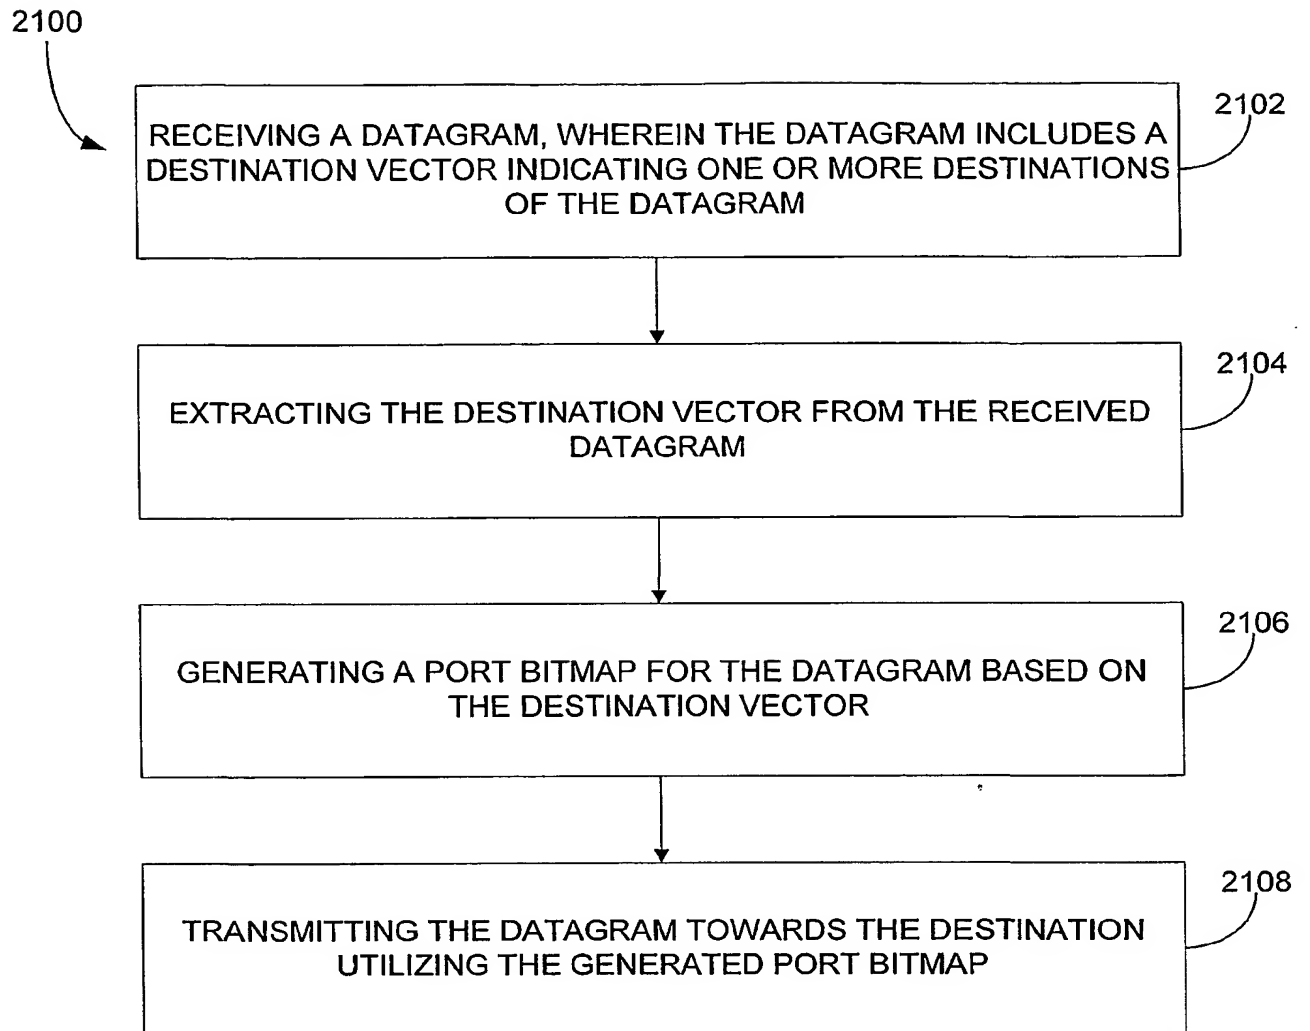 2100
2102
RECEIVING A DATAGRAM, WHEREIN THE DATAGRAM INCLUDES A
DESTINATION VECTOR INDICATING ONE OR MORE DESTINATIONS
OF THE DATAGRAM
2104
EXTRACTING THE DESTINATION VECTOR FROM THE RECEIVED
DATAGRAM
2106
GENERATING A PORT BITMAP FOR THE DATAGRAM BASED ON
THE DESTINATION VECTOR
2108
TRANSMITTING THE DATAGRAM TOWARDS THE DESTINATION
UTILIZING THE GENERATED PORT BITMAP